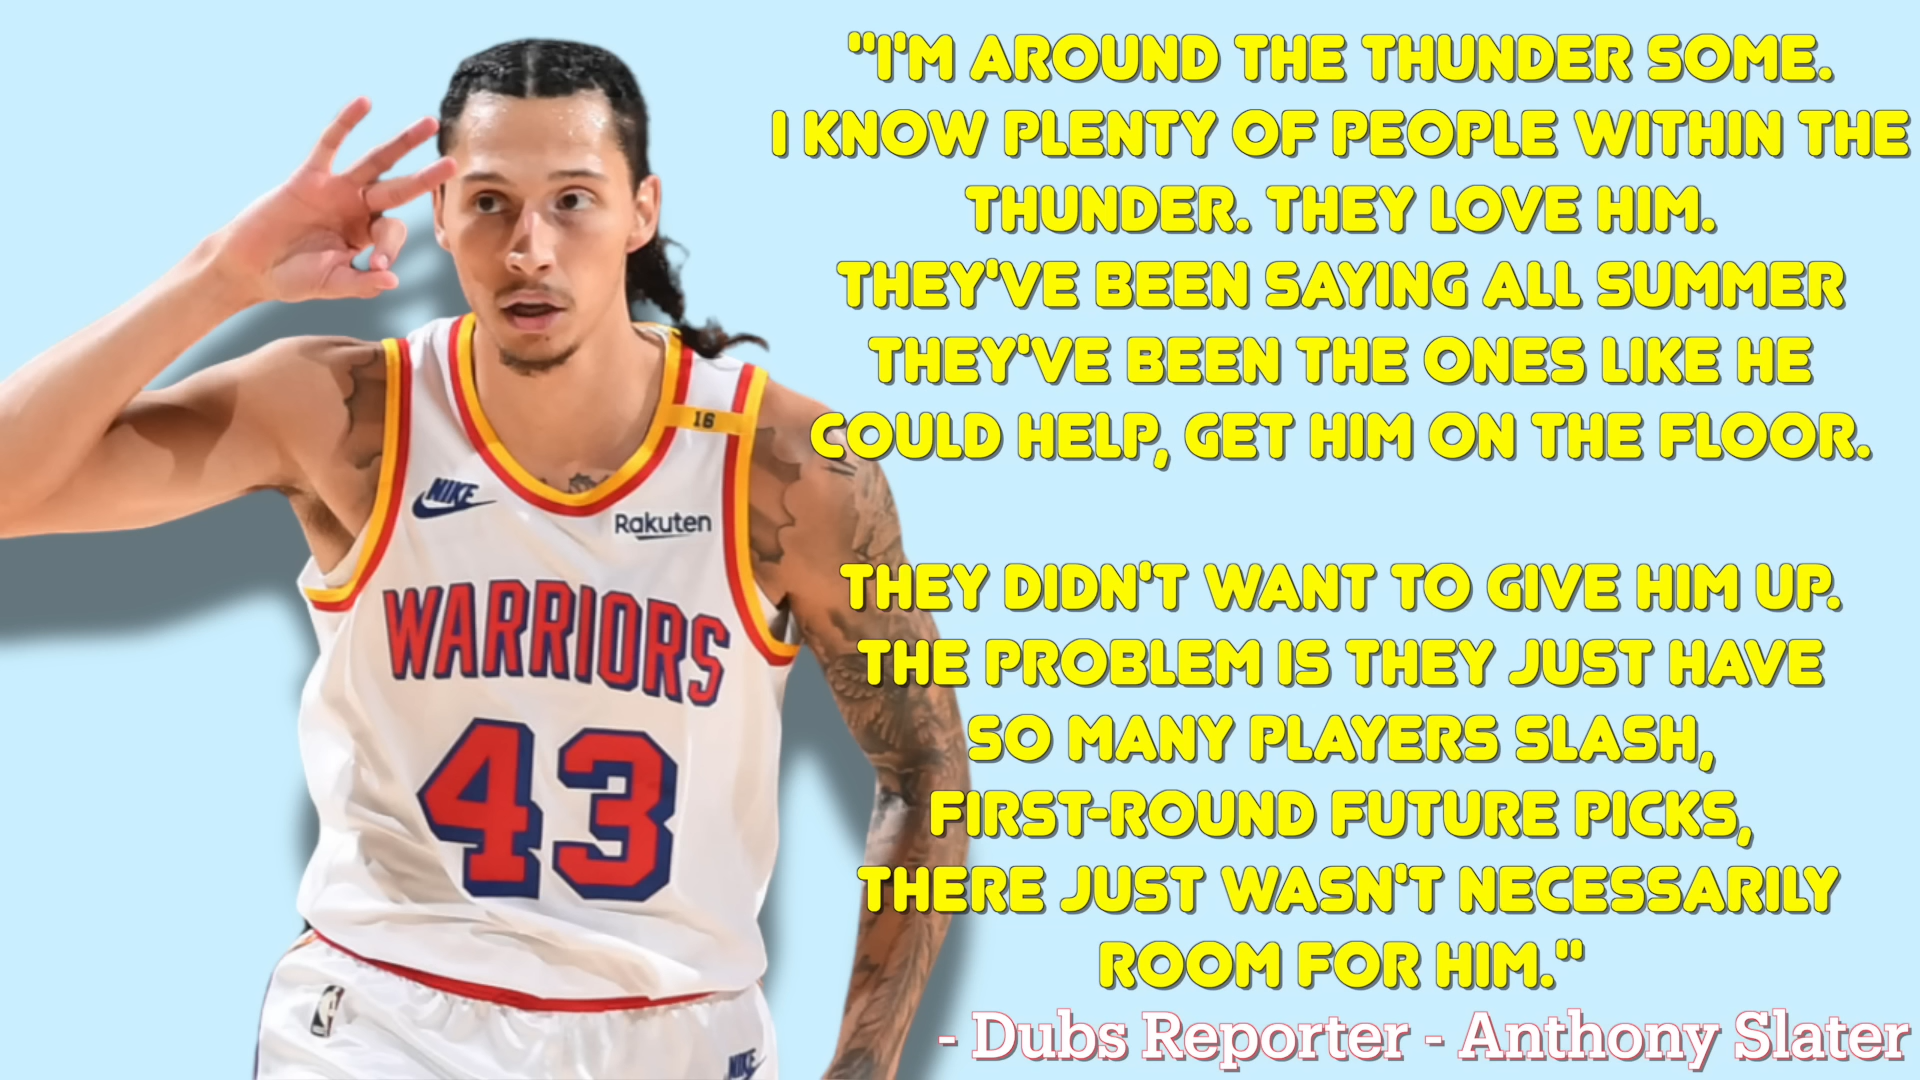 "I'M AROUND THE THUNDER SOME.
I KNOW PLENTY OF PEOPLE WITHIN THE
THUNDER. THEY LOVE HIM.
THEY'VE BEEN SAYING ALL SUMMER
THEY'VE BEEN THE ONES LIKE HE
COULD HELP, GET HIM ON THE FLOOR.
THEY DIDN'T WANT TO GIVE HIM UP.
THE PROBLEM IS THEY JUST HAVE
SO MANY PLAYERS SLASH,
FIRST-ROUND FUTURE PICKS,
THERE JUST WASN'T NECESSARILY
ROOM FOR HIM."
- Dubs Reporter - Anthony Slater
16
NIKE
Rakuten
WARRIORS
43
NIKE